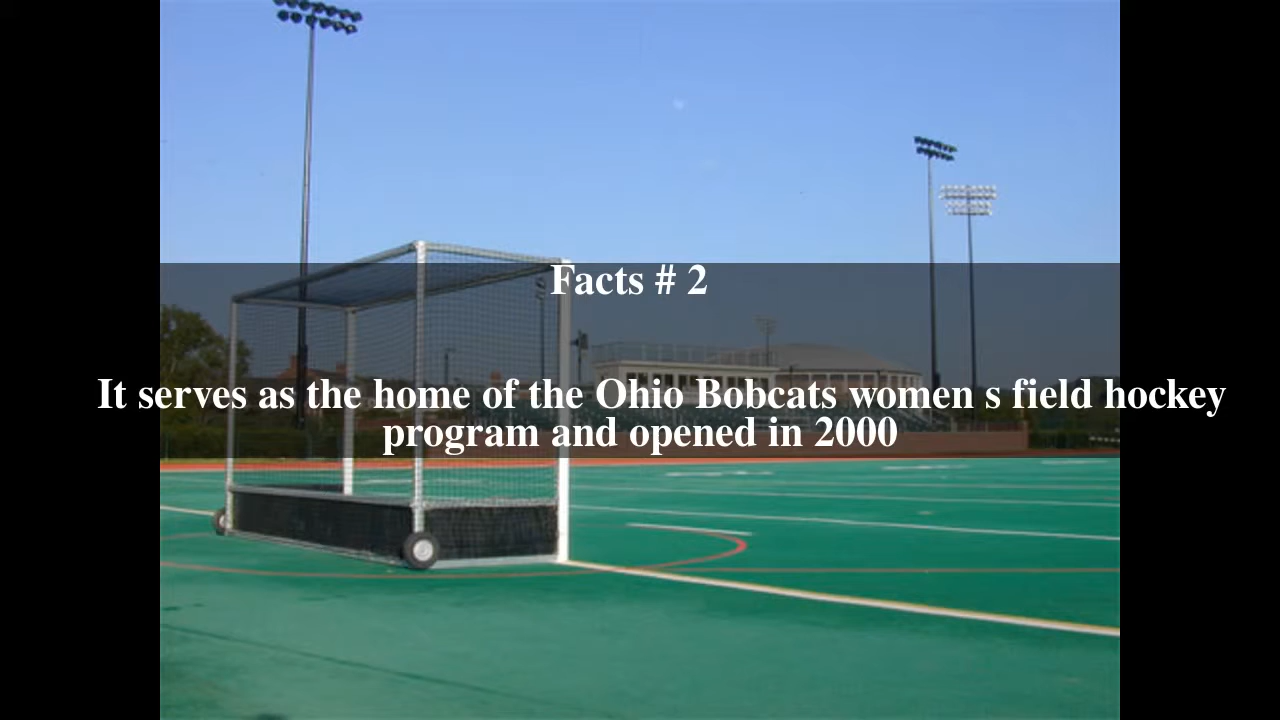 Facts # 2
It serves as the home of the Ohio Bobcats women s field hockey
program and opened in 2000